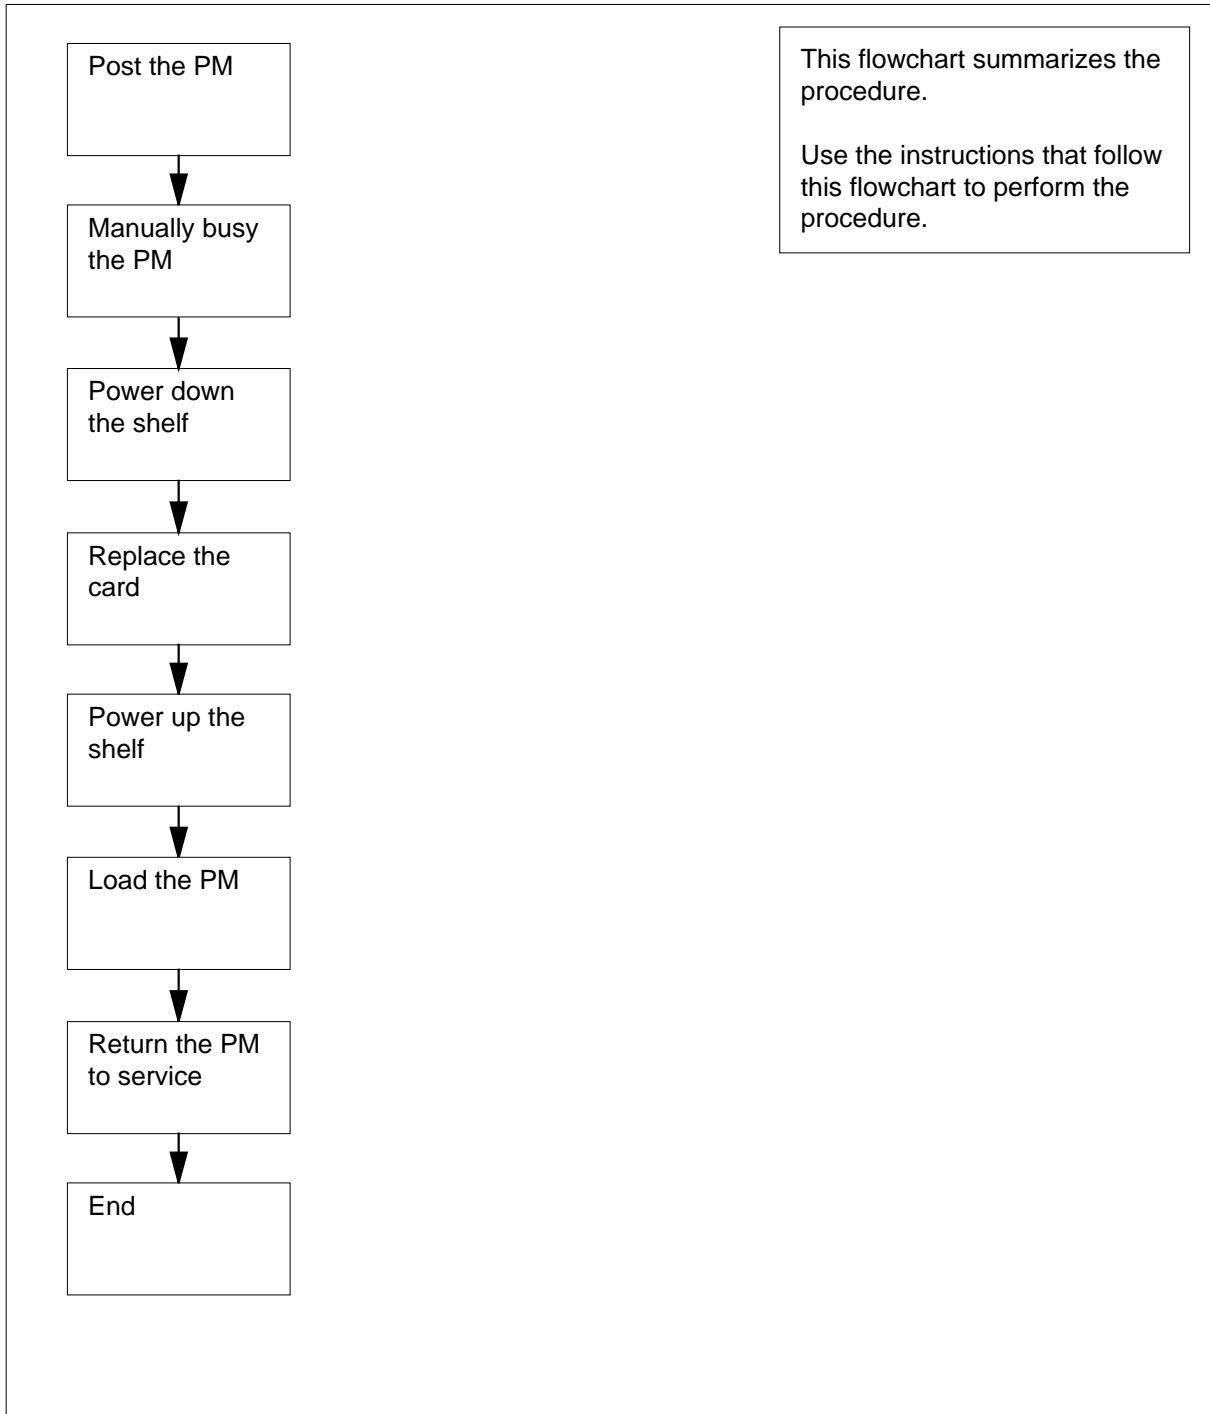 Post the PM
Manually busy
the PM
Power down
the shelf
Replace the
card
Power up the
shelf
Load the PM
Return the PM
to service
End
This flowchart summarizes the
procedure.
Use the instructions that follow
this flowchart to perform the
procedure.